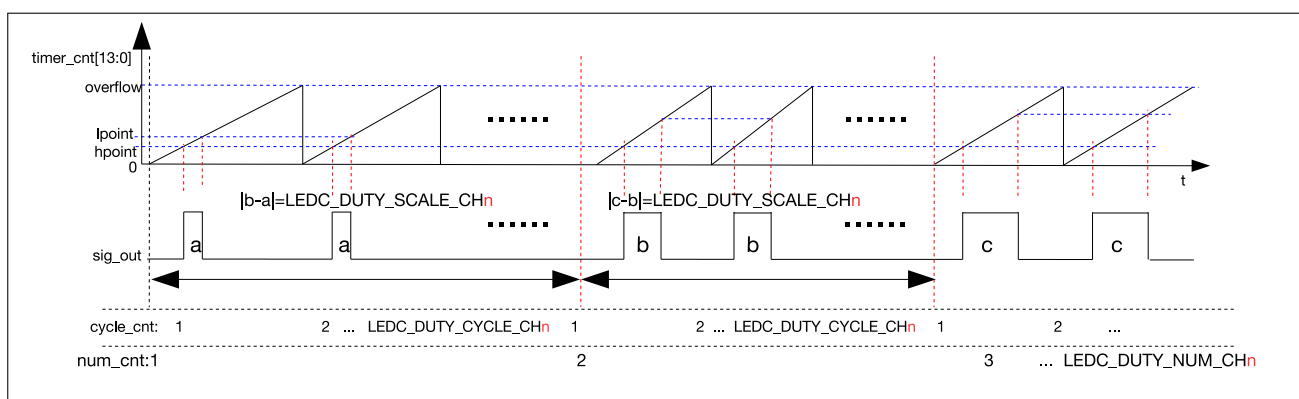 timer_cnt[13:0]
overflow
lpoint
hpoint
0
t
|b-a|=LEDC_DUTY_SCALE_CHn
|c-b|=LEDC_DUTY_SCALE_CHn
sig_out
a
a
b
b
c
c
cycle_cnt: 1 2 ... LEDC_DUTY_CYCLE_CHn 1 2 ... LEDC_DUTY_CYCLE_CHn 1 2 ...
num_cnt:1 2 3 ... LEDC_DUTY_NUM_CHn